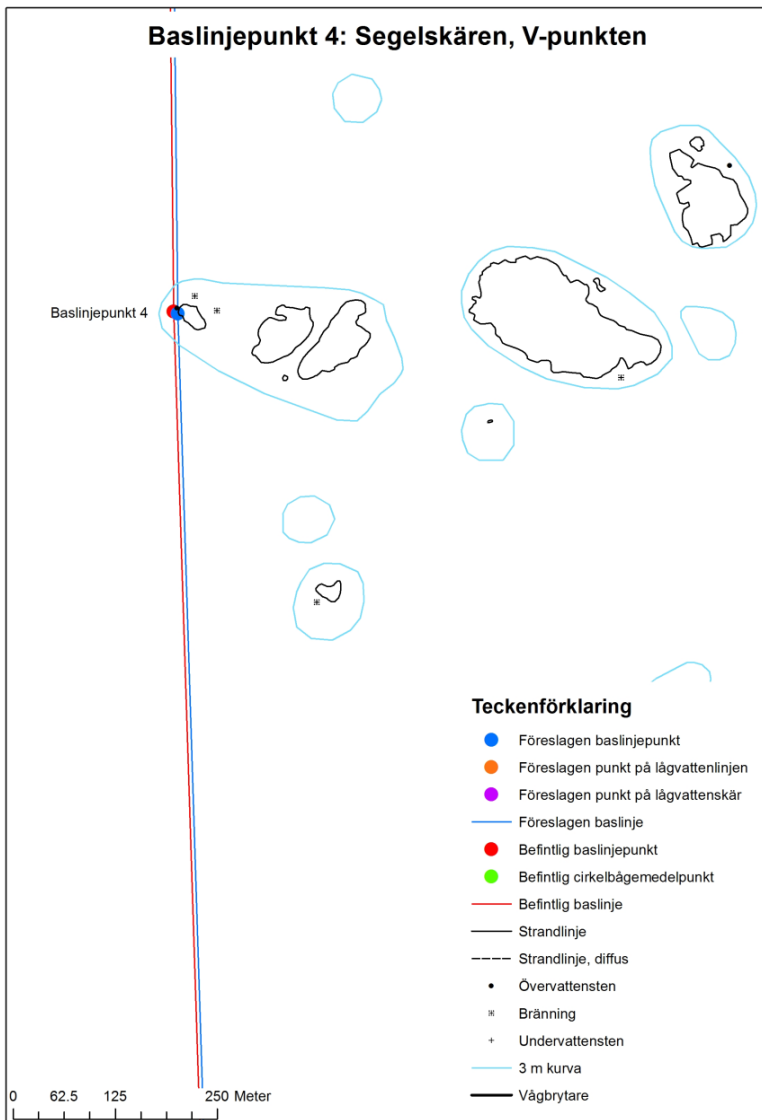 Baslinjepunkt 4: Segelskären, V-punkten
Baslinjepunkt 4
Teckenförklaring
Föreslagen baslinjepunkt
Föreslagen punkt på lågvattenlinjen
Föreslagen punkt på lågvattenskär
Föreslagen baslinje
Befintlig baslinjepunkt
Befintlig cirkelbågemedelpunkt
Befintlig baslinje
Strandlinje
Strandlinje, diffus
Övervattensten
Bränning
Undervattensten
3 m kurva
Vågbrytare
0 62.5 125 250 Meter